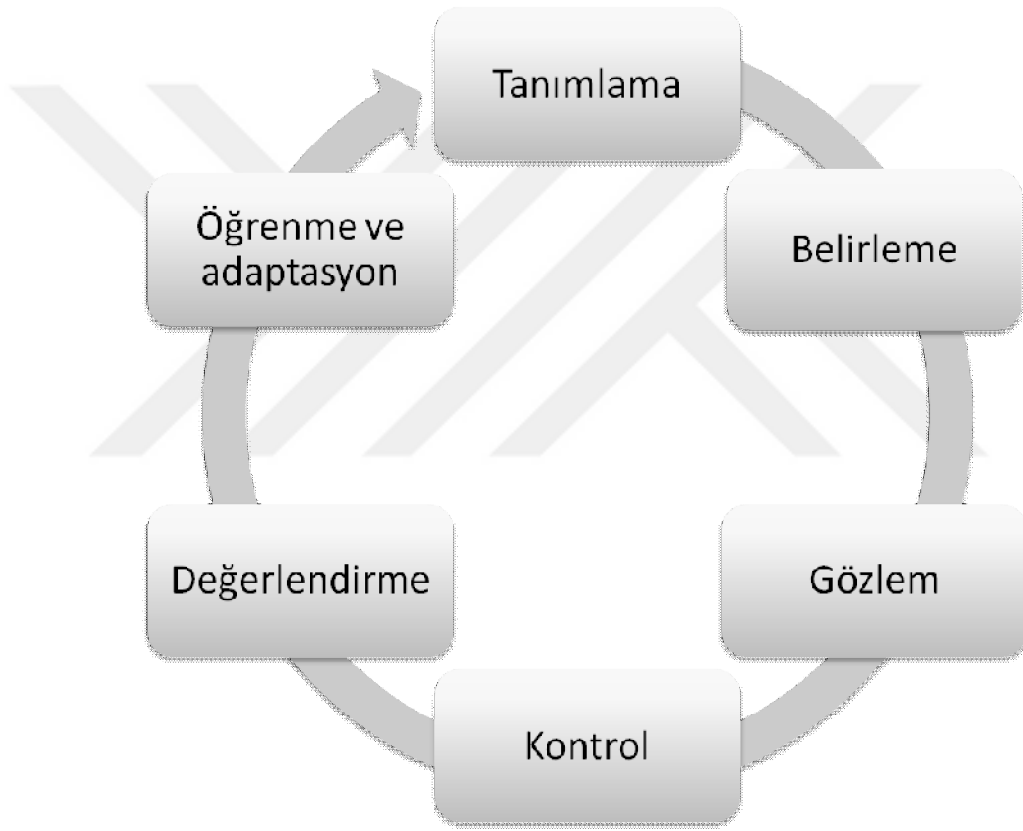 Tanımlama
Belirleme
Gözlem
Kontrol
Değerlendirme
Öğrenme ve
adaptasyon